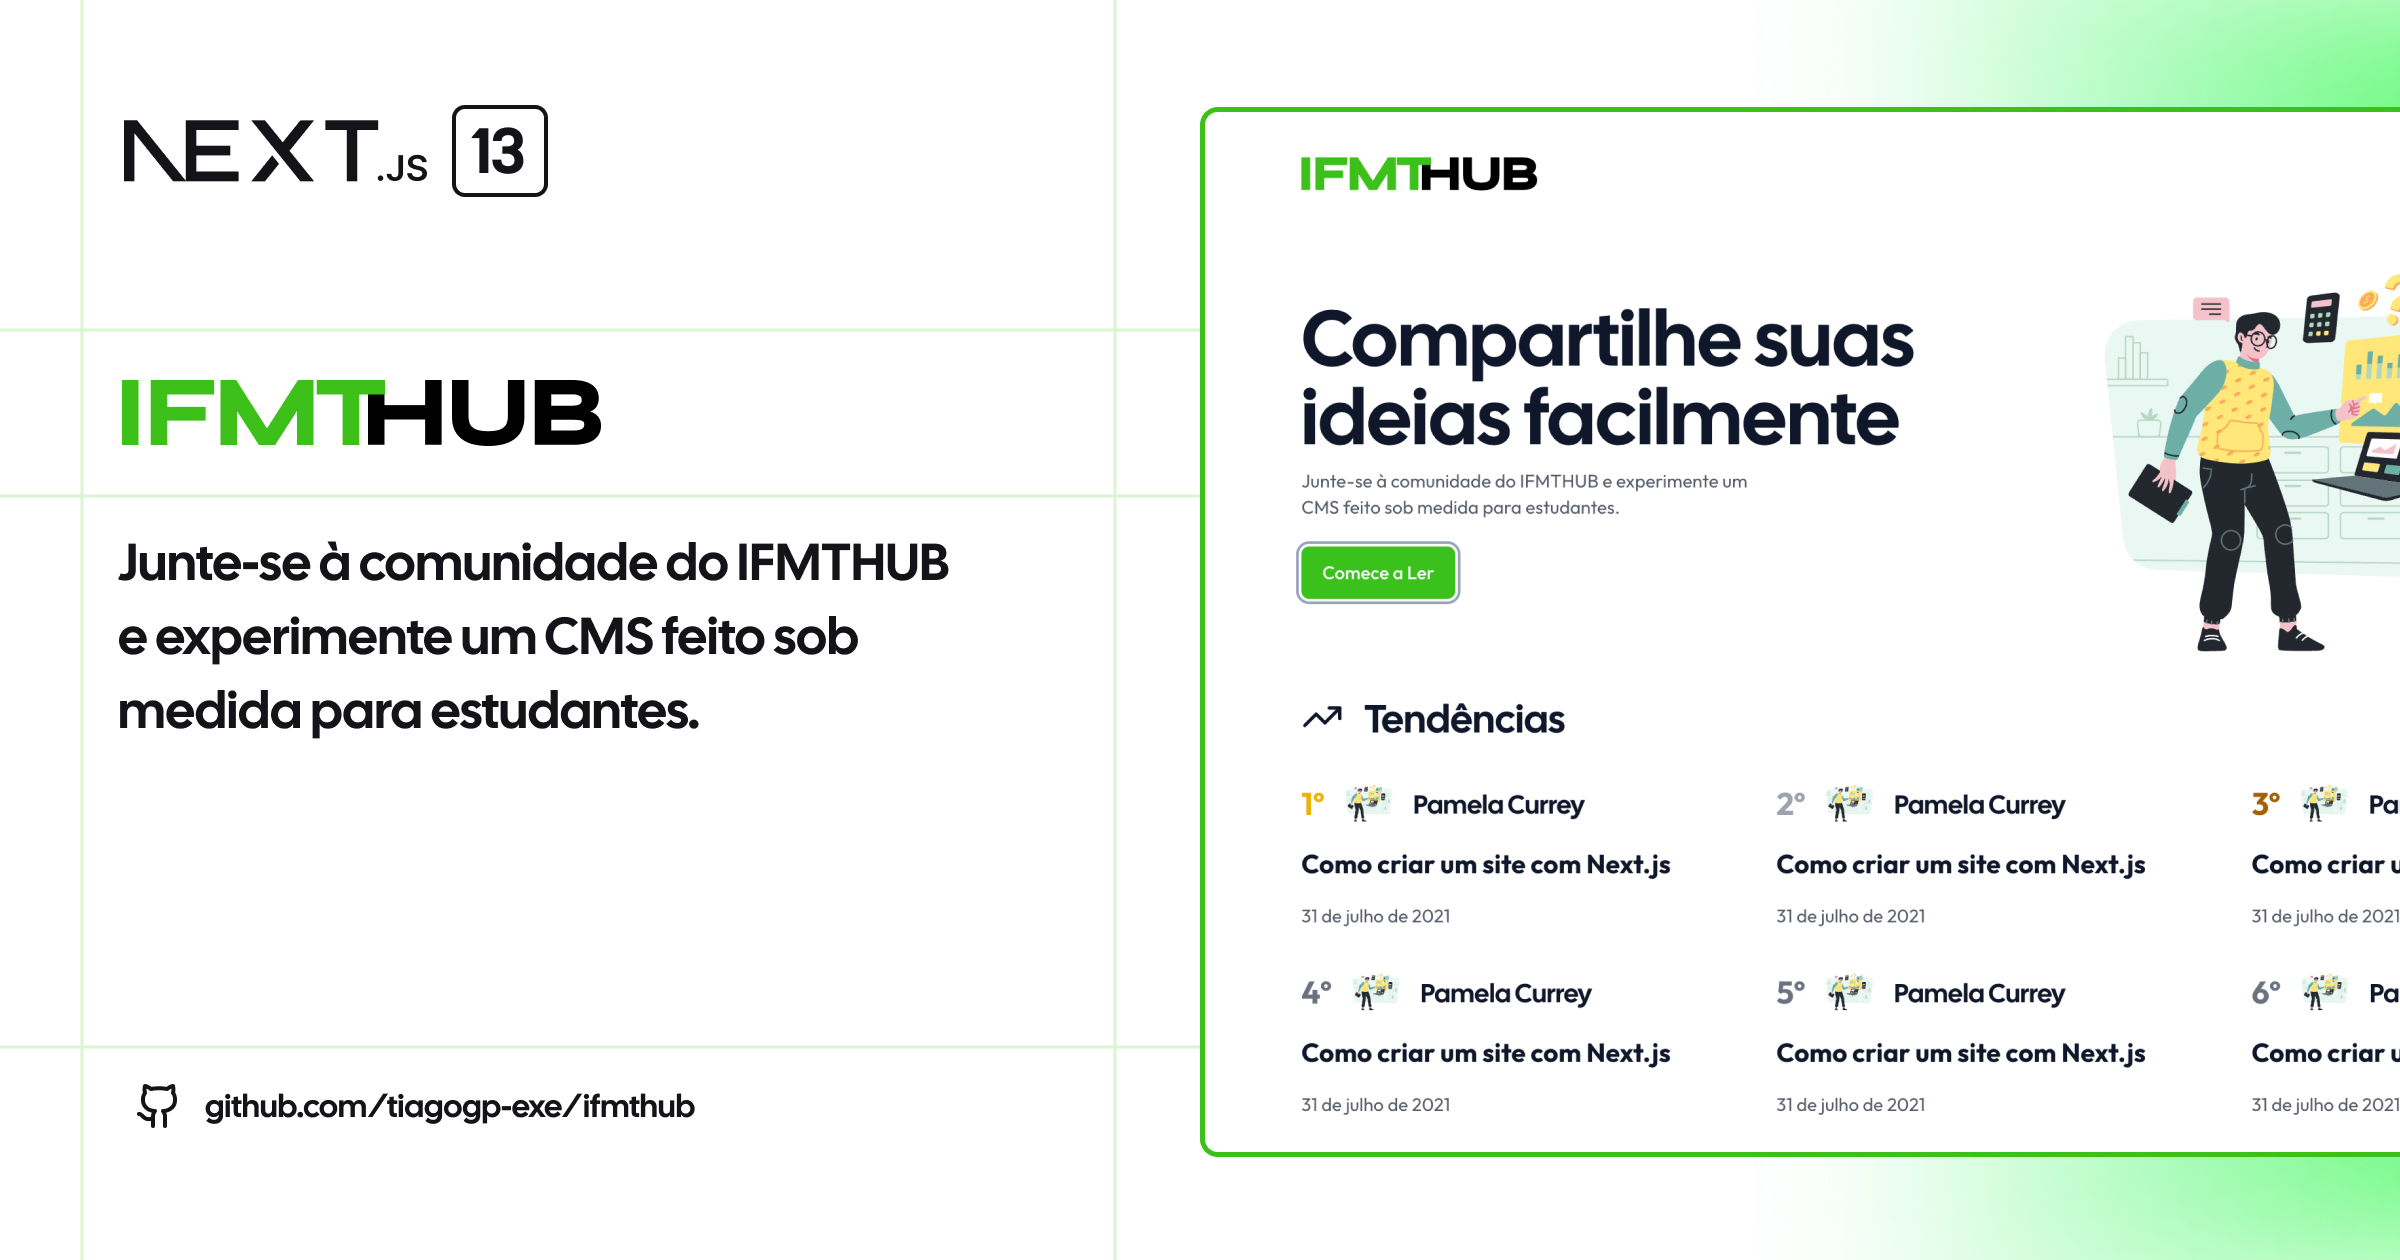 NEXT.JS 13
IFMTHUB
Junte-se à comunidade do IFMTHUB
e experimente um CMS feito sob
medida para estudantes.
github.com/tiagogp-exe/ifmthub
IFMTHUB
Compartilhe suas
ideias facilmente
Junte-se à comunidade do IFMTHUB e experimente um
CMS feito sob medida para estudantes.
Comece a Ler
Tendências
1º Pamela Currey
Como criar um site com Next.js
31 de julho de 2021
2º Pamela Currey
Como criar um site com Next.js
31 de julho de 2021
3º Pa
Como criar u
31 de julho de 2021
4º Pamela Currey
Como criar um site com Next.js
31 de julho de 2021
5º Pamela Currey
Como criar um site com Next.js
31 de julho de 2021
6º Pa
Como criar u
31 de julho de 2021